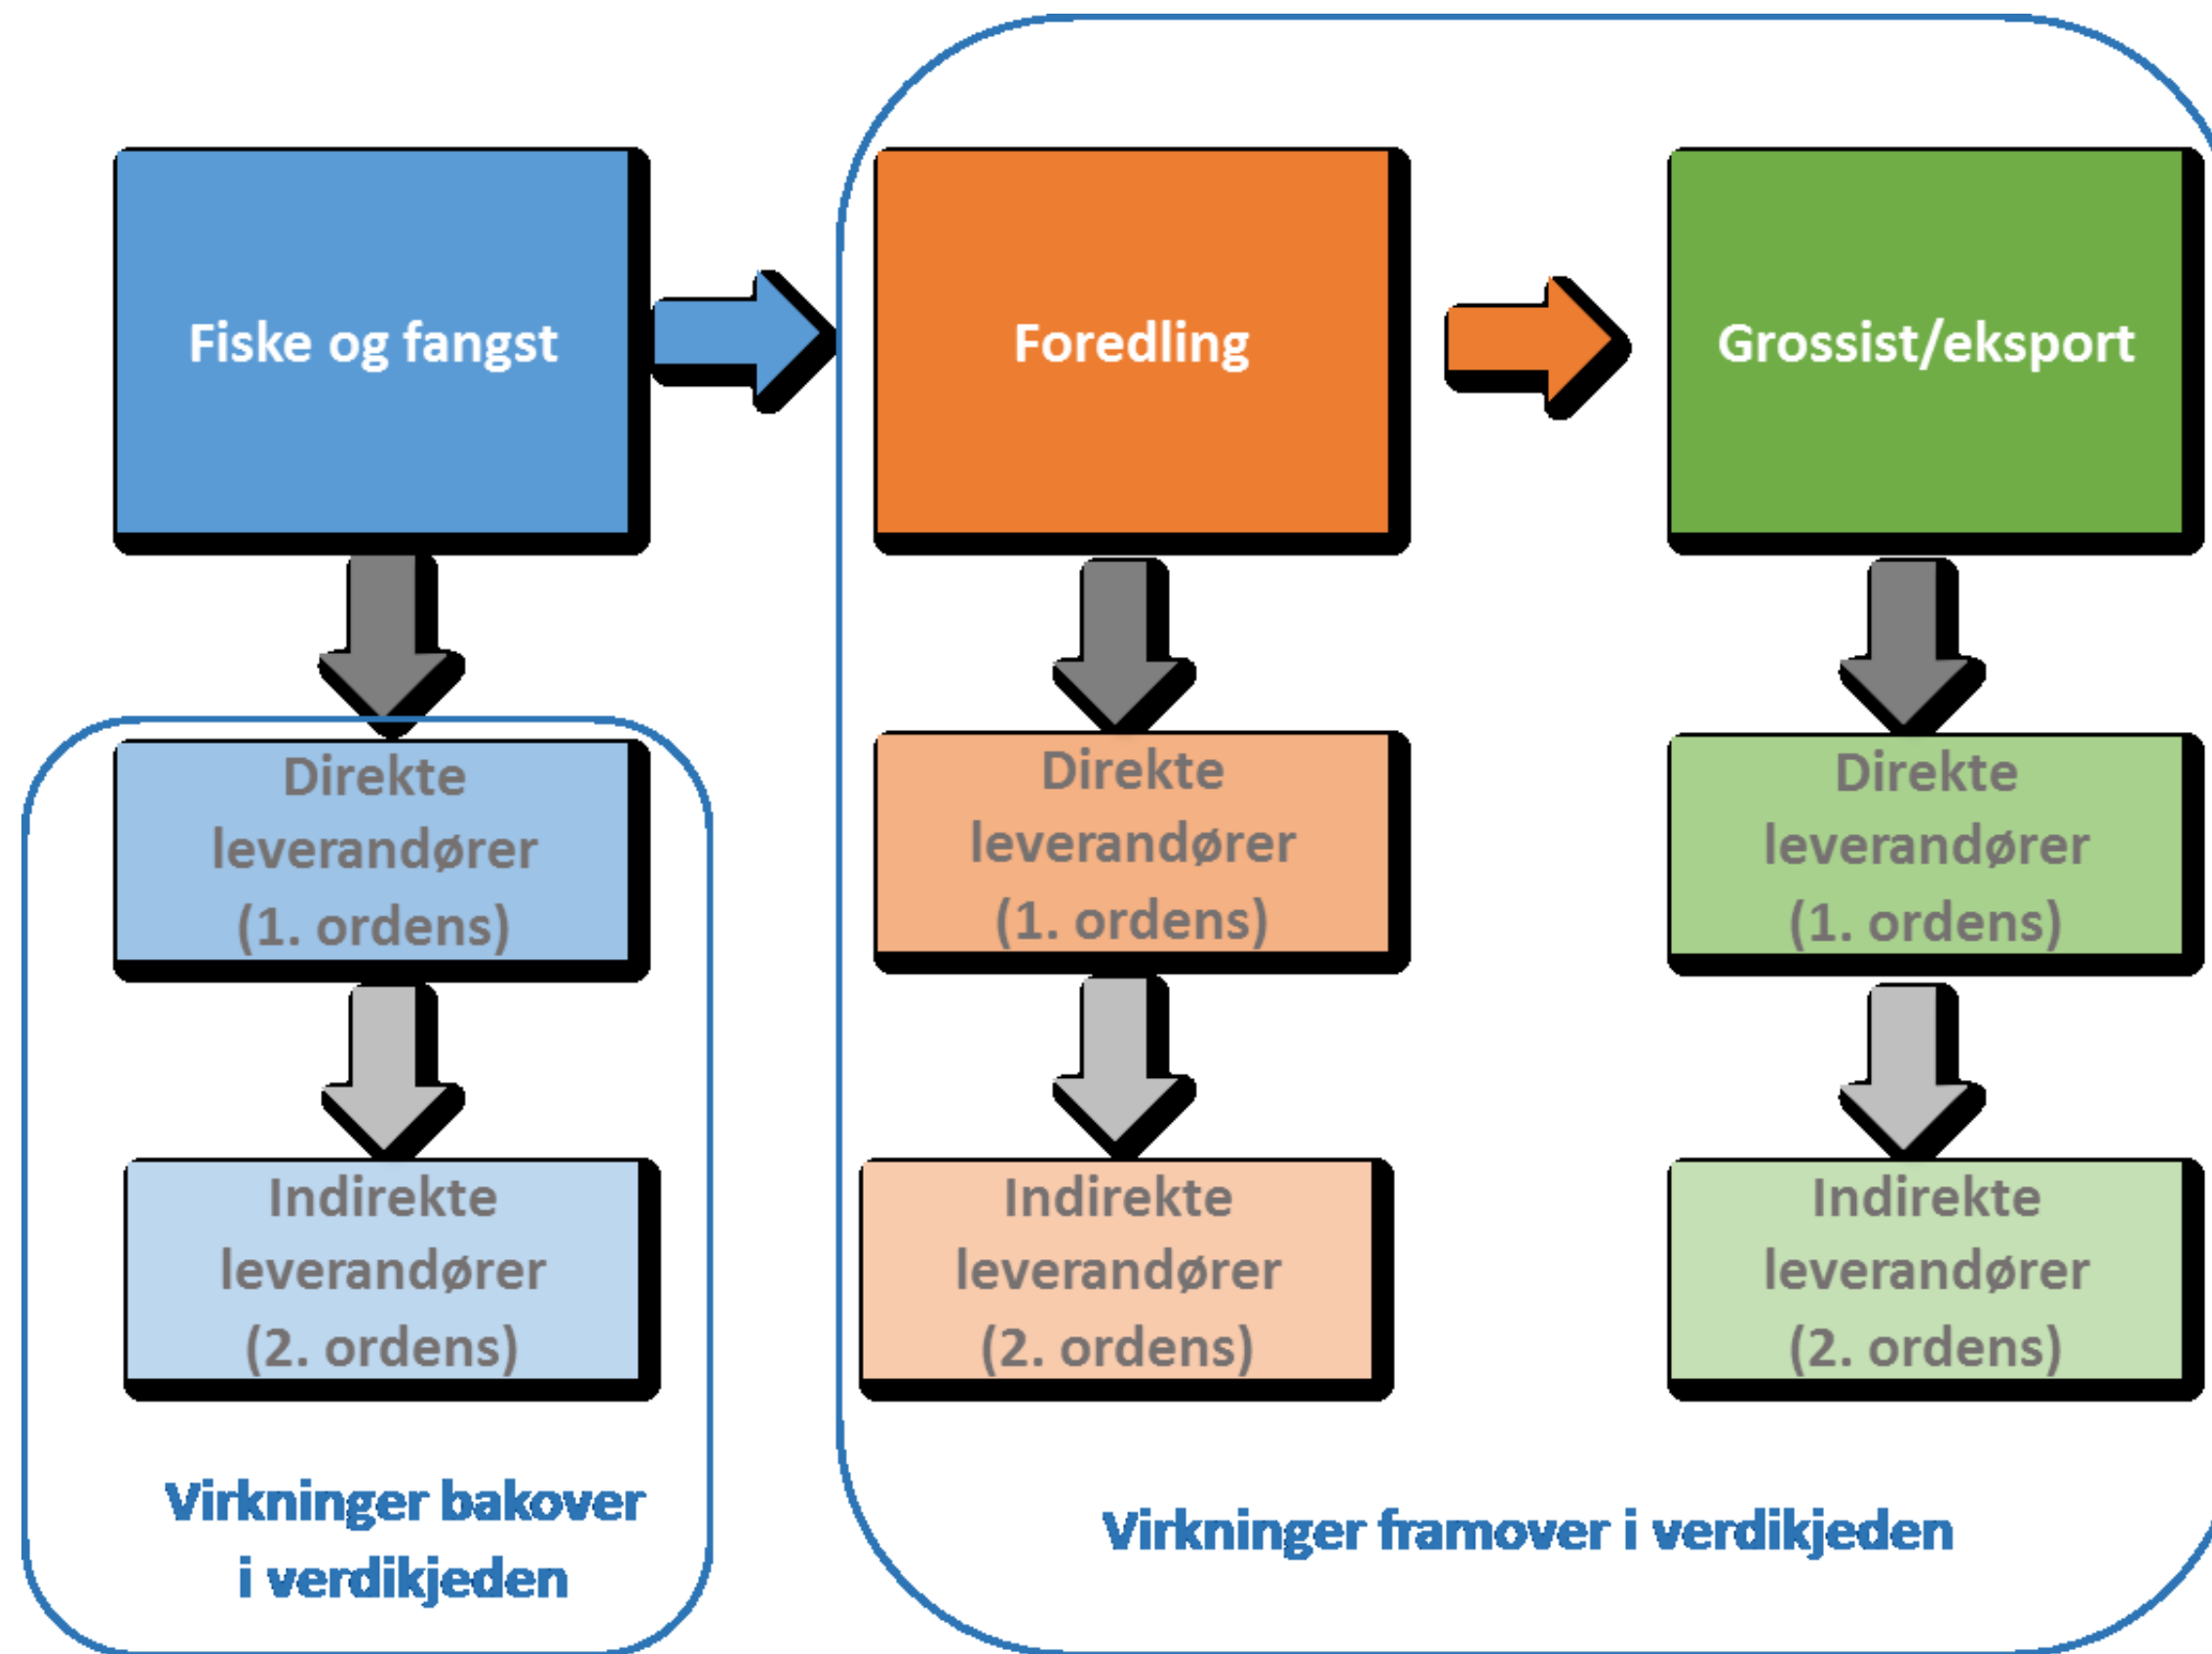 Fiske og fangst
Foredling
Grossist/eksport
Direkte
leverandører
(1. ordens)
Direkte
leverandører
(1. ordens)
Direkte
leverandører
(1. ordens)
Indirekte
leverandører
(2. ordens)
Indirekte
leverandører
(2. ordens)
Indirekte
leverandører
(2. ordens)
Virkninger bakover
i verdikjeden
Virkninger framover i verdikjeden